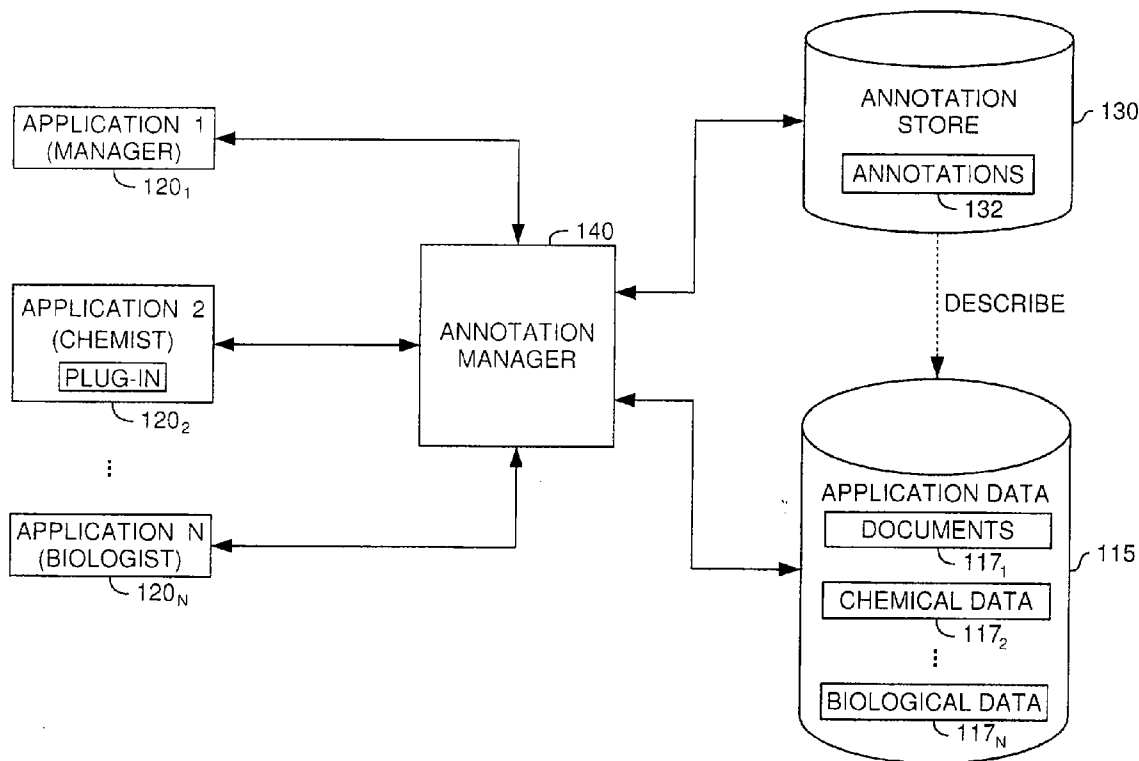 APPLICATION 1
(MANAGER)
120₁
APPLICATION 2
(CHEMIST)
PLUG-IN
120₂
⋮
APPLICATION N
(BIOLOGIST)
120N
140
ANNOTATION
MANAGER
ANNOTATION
STORE
130
ANNOTATIONS
132
DESCRIBE
APPLICATION DATA
DOCUMENTS
117₁
115
CHEMICAL DATA
117₂
⋮
BIOLOGICAL DATA
117N